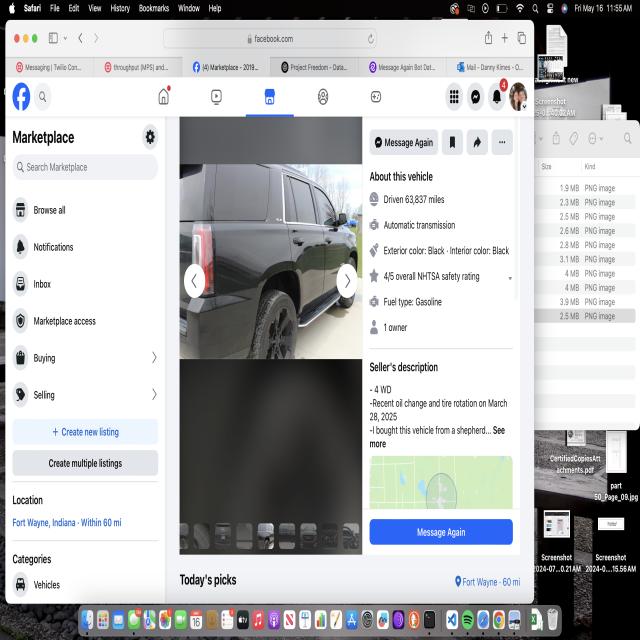 Safari File Edit View History Bookmarks Window Help
Fri May 16 11:55 AM
facebook.com
Messaging | Twilio Con...
throughput (MPS) and...
(4) Marketplace - 2019...
Project Freedom - Data...
Message Again Bot Dat...
Mail - Danny Kimes - O...
4
Marketplace
Search Marketplace
Browse all
Notifications
Inbox
Marketplace access
Buying
Selling
+ Create new listing
Create multiple listings
Location
Fort Wayne, Indiana · Within 60 mi
Categories
Vehicles
Message Again
About this vehicle
Driven 63,837 miles
Automatic transmission
Exterior color: Black · Interior color: Black
4/5 overall NHTSA safety rating
Fuel type: Gasoline
1 owner
Seller's description
- 4 WD
-Recent oil change and tire rotation on March
28, 2025
-I bought this vehicle from a shepherd... See
more
Message Again
Today's picks
Fort Wayne · 60 mi
Size Kind
1.9 MB PNG image
2.3 MB PNG image
2.5 MB PNG image
2.6 MB PNG image
2.8 MB PNG image
3.1 MB PNG image
4 MB PNG image
4 MB PNG image
3.9 MB PNG image
2.5 MB PNG image
CertifiedCopiesAtt
achments.pdf
part
50_Page_09.jpg
Screenshot
2024-07...0.21AM
Screenshot
2024-0....15.56AM